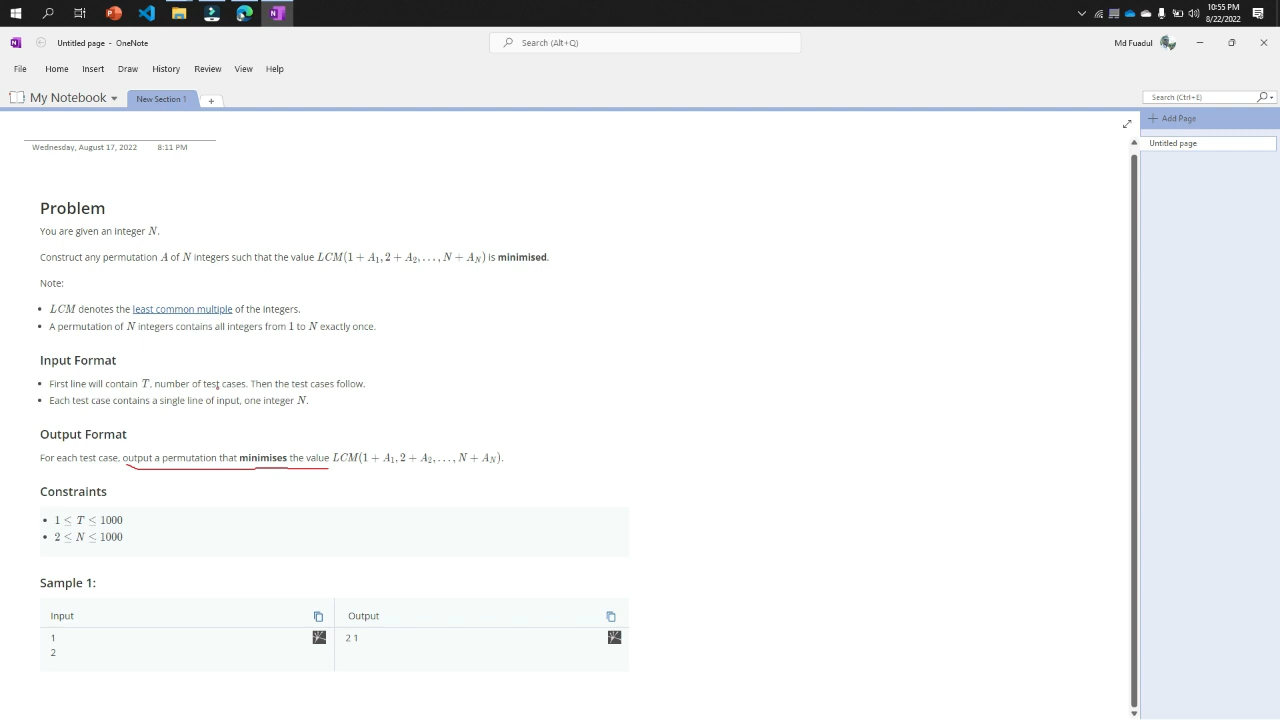 10:55 PM
8/22/2022
Untitled page - OneNote
Search (Alt+Q)
Md Fuadul
File Home Insert Draw History Review View Help
My Notebook
New Section 1
+
Search (Ctrl+E)
Add Page
Untitled page
Wednesday, August 17, 2022 8:11 PM
Problem
You are given an integer N.
Construct any permutation A of N integers such that the value LCM(1 + A₁, 2 + A₂, …, N + A_N) is minimised.
Note:
• LCM denotes the least common multiple of the integers.
• A permutation of N integers contains all integers from 1 to N exactly once.
Input Format
• First line will contain T, number of test cases. Then the test cases follow.
• Each test case contains a single line of input, one integer N.
Output Format
For each test case, output a permutation that minimises the value LCM(1 + A₁, 2 + A₂, …, N + A_N).
Constraints
• 1 ≤ T ≤ 1000
• 2 ≤ N ≤ 1000
Sample 1:
Input Output
1 2 1
2